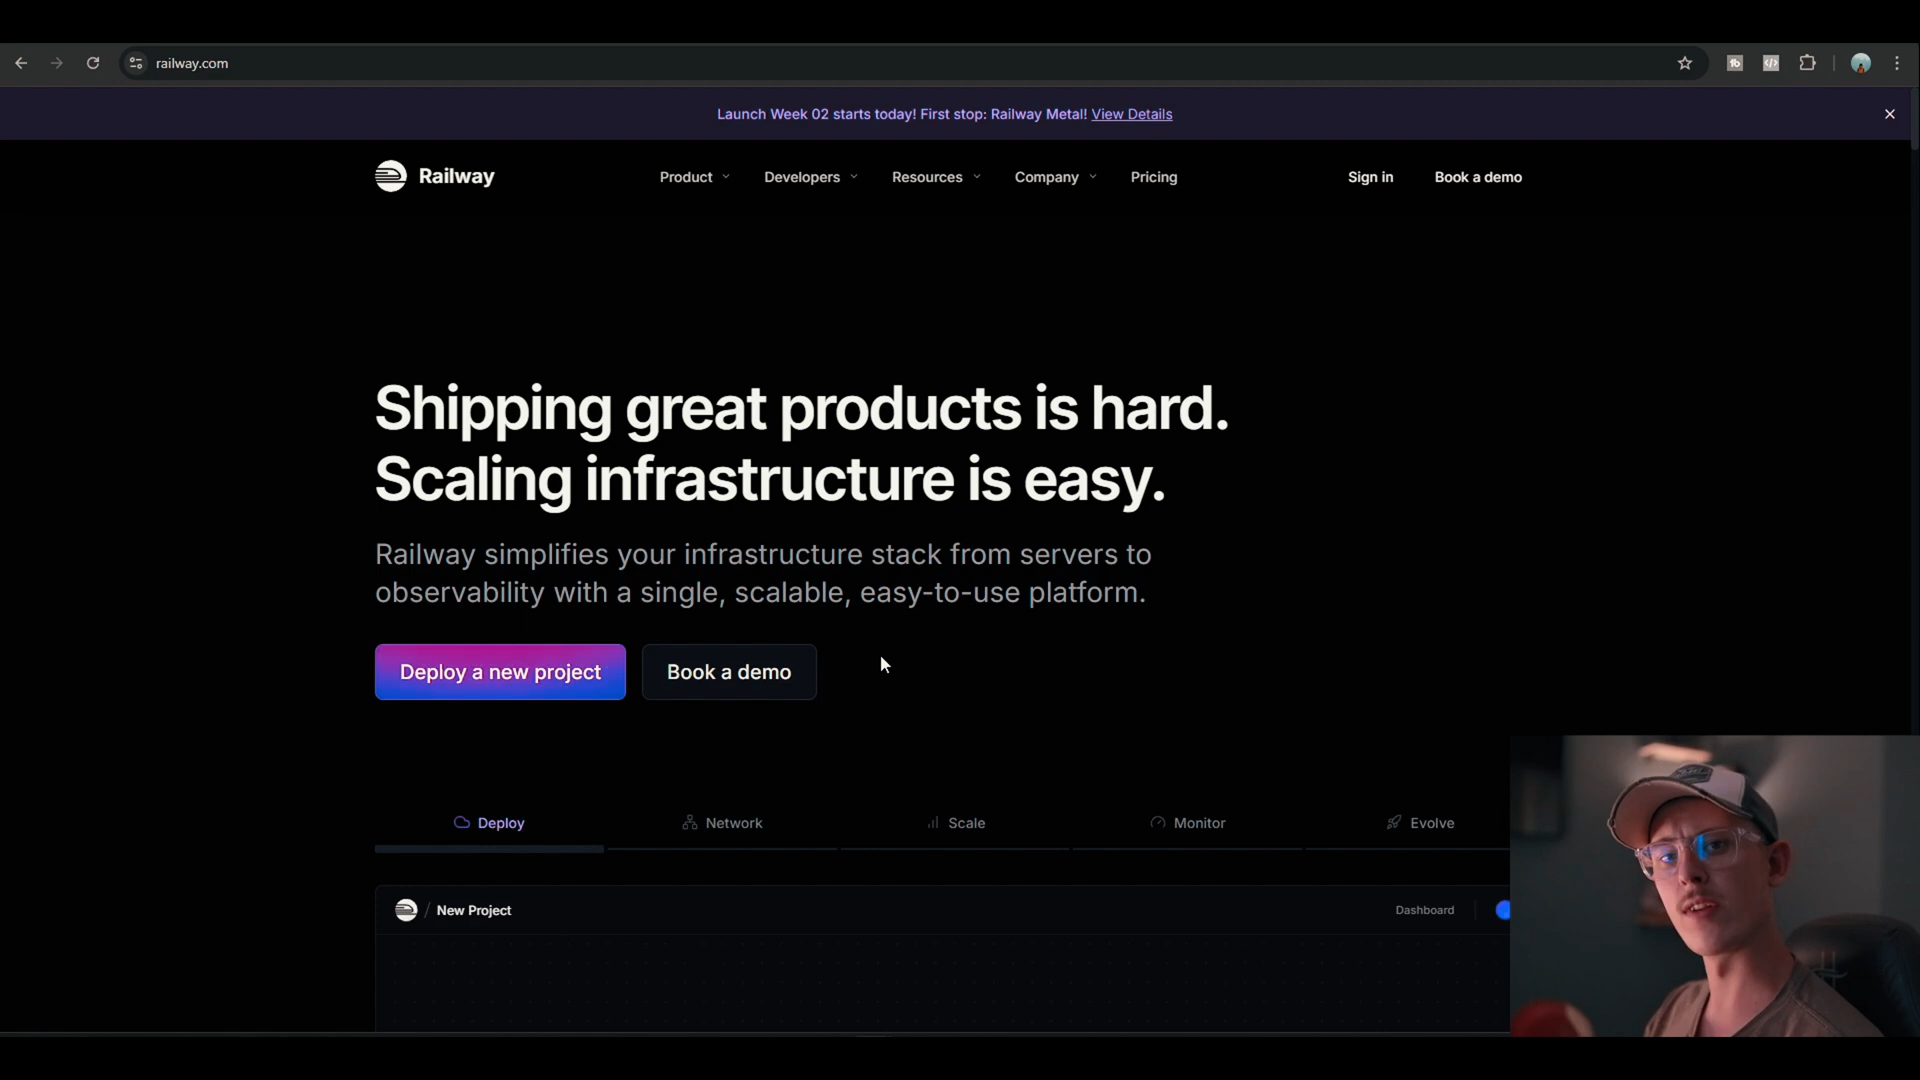 railway.com
Launch Week 02 starts today! First stop: Railway Metal! View Details
Railway
Product
Developers
Resources
Company
Pricing
Sign in
Book a demo
Shipping great products is hard.
Scaling infrastructure is easy.
Railway simplifies your infrastructure stack from servers to
observability with a single, scalable, easy-to-use platform.
Deploy a new project
Book a demo
Deploy
Network
Scale
Monitor
Evolve
/ New Project
Dashboard